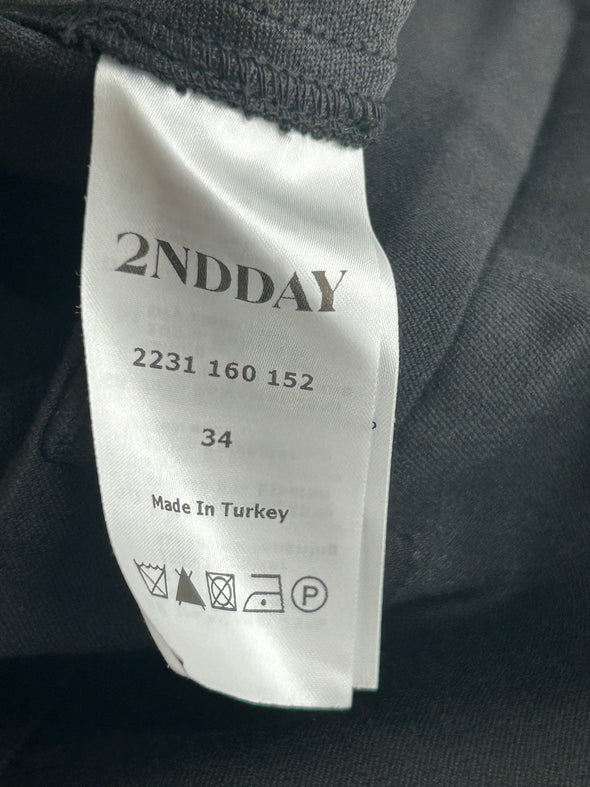 2NDDAY
2231 160 152
34
Made In Turkey
P